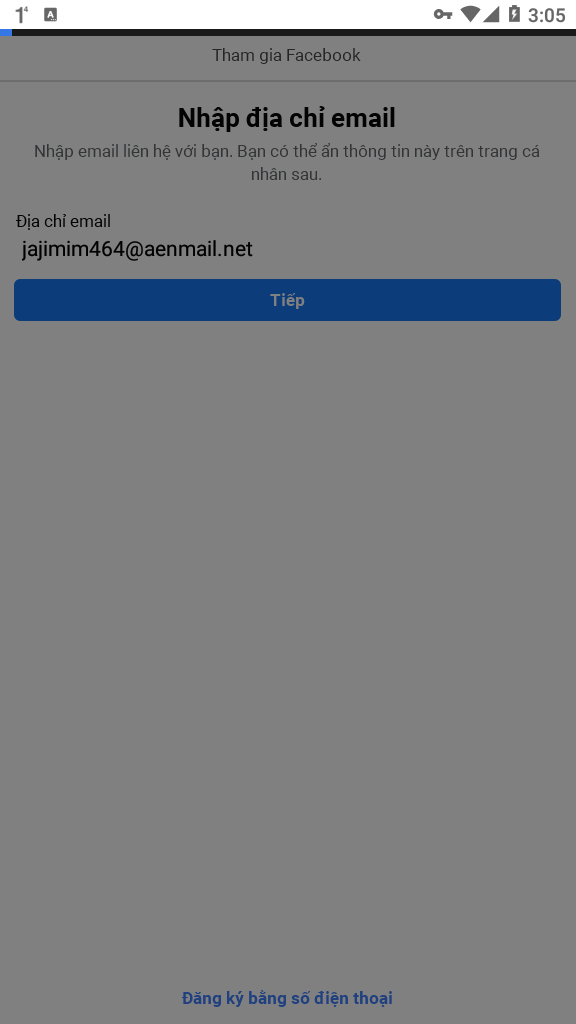 3:05
Tham gia Facebook
Nhập địa chỉ email
Nhập email liên hệ với bạn. Bạn có thể ẩn thông tin này trên trang cá
nhân sau.
Địa chỉ email
jajimim464@aenmail.net
Tiếp
Đăng ký bằng số điện thoại